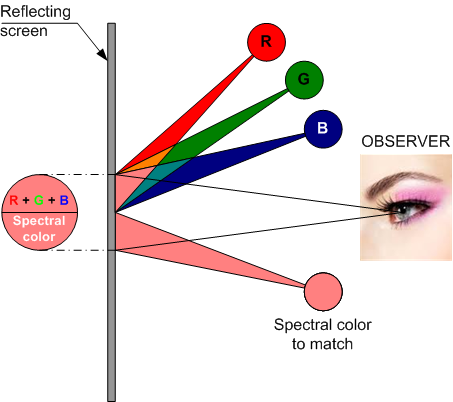 Reflecting
screen
R
G
B
OBSERVER
R + G + B
Spectral
color
Spectral color
to match